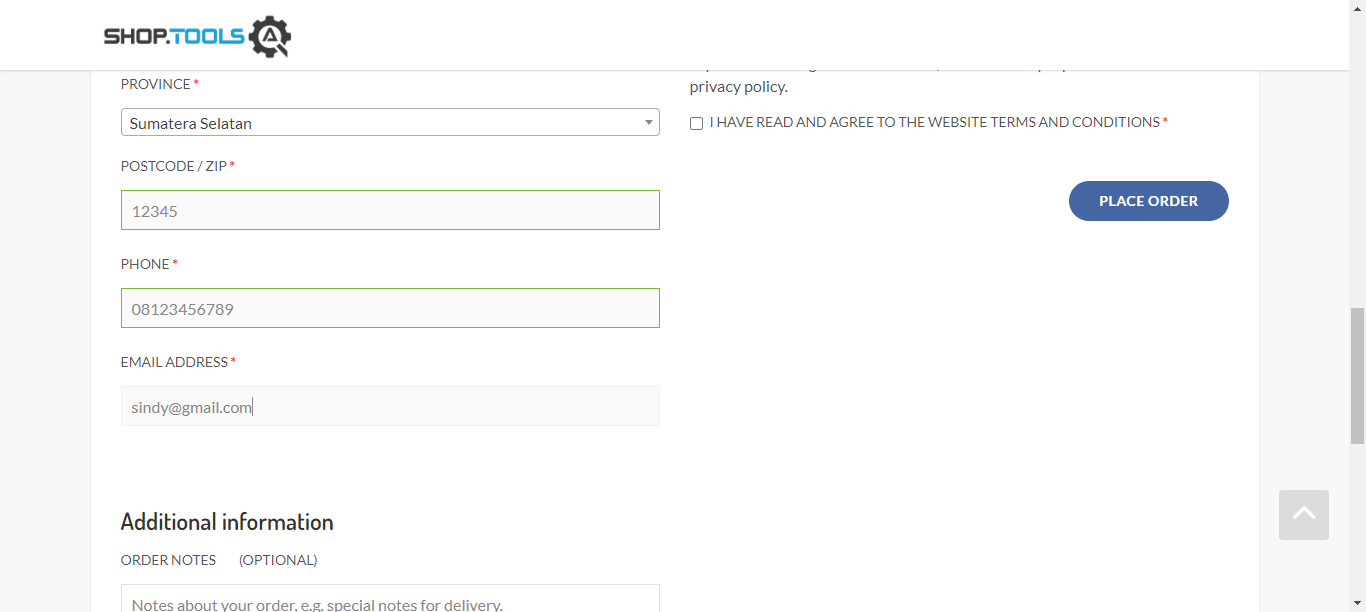 SHOP.TOOLS
PROVINCE *
Sumatera Selatan
POSTCODE / ZIP *
12345
PHONE *
08123456789
EMAIL ADDRESS *
sindy@gmail.com
Additional information
ORDER NOTES (OPTIONAL)
Notes about your order, e.g. special notes for delivery.
privacy policy.
I HAVE READ AND AGREE TO THE WEBSITE TERMS AND CONDITIONS *
PLACE ORDER